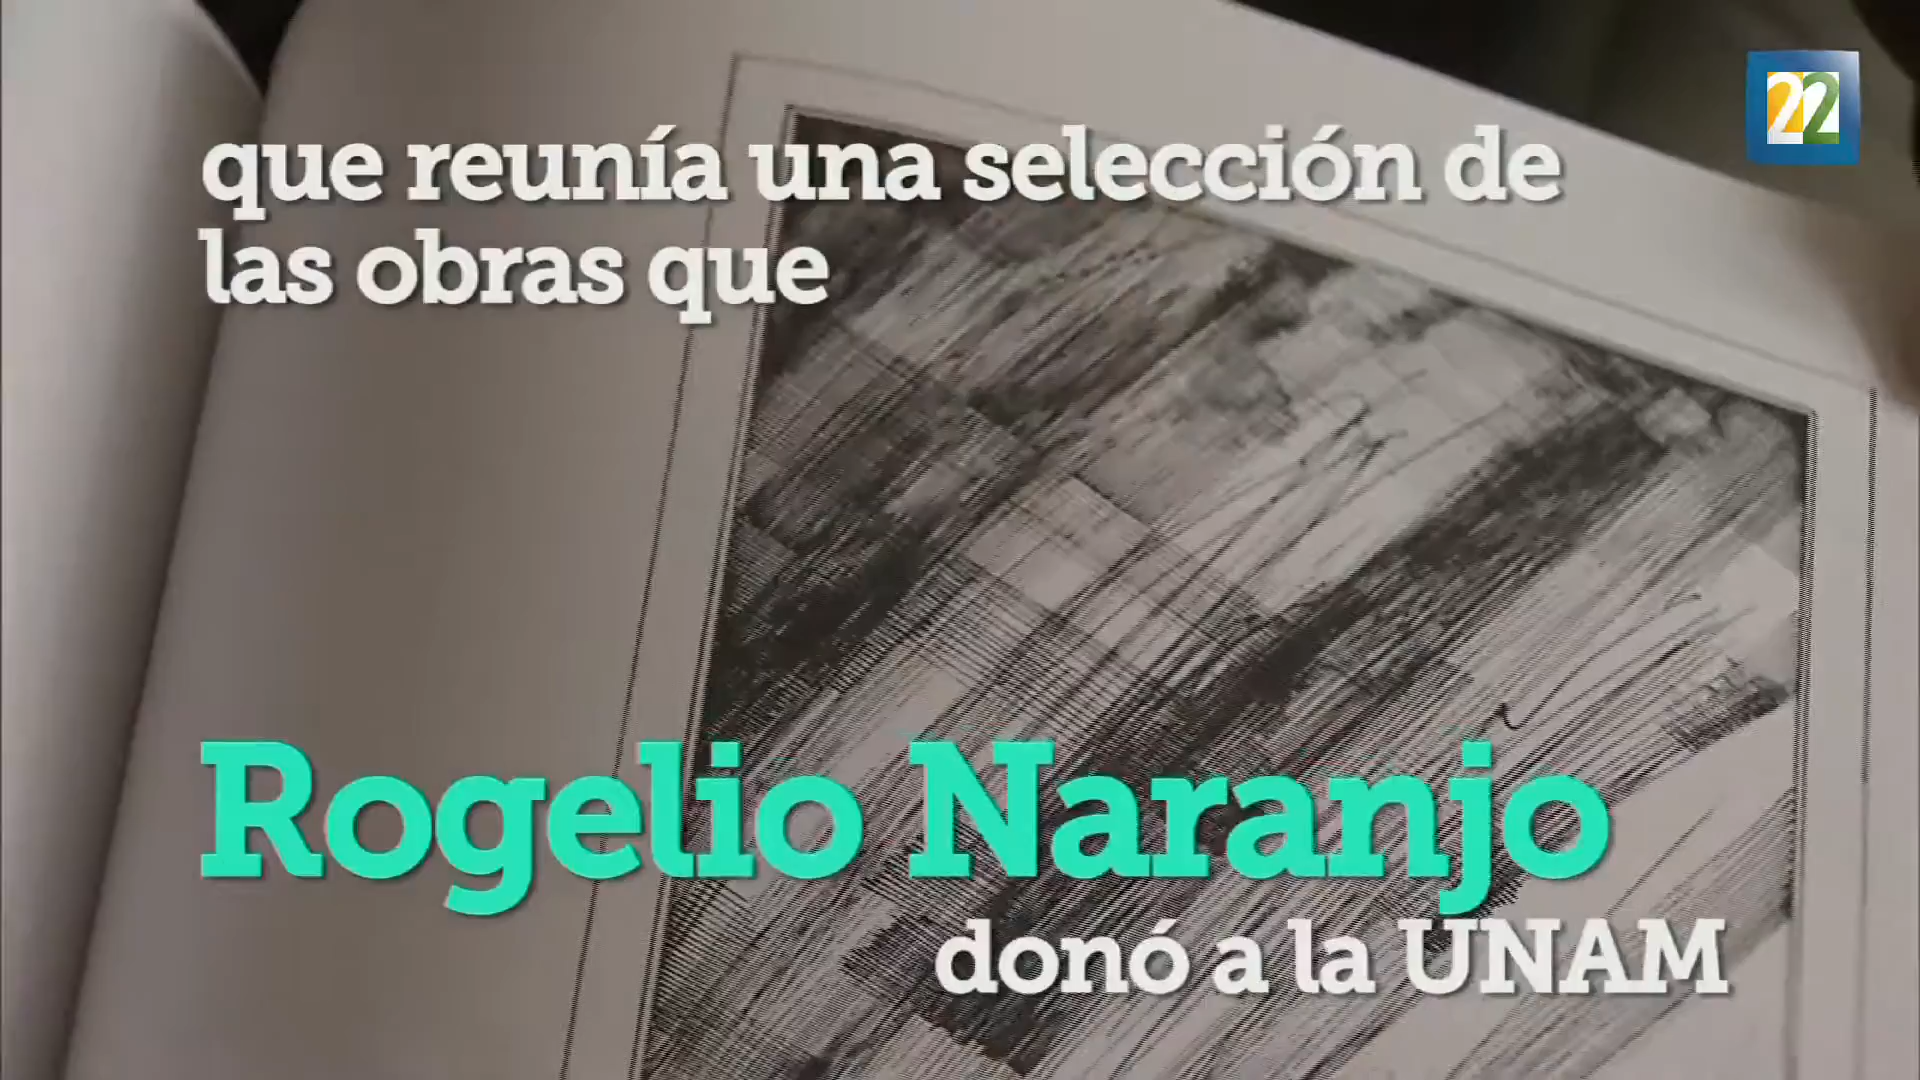 22
que reunía una selección de
las obras que
Rogelio Naranjo
donó a la UNAM